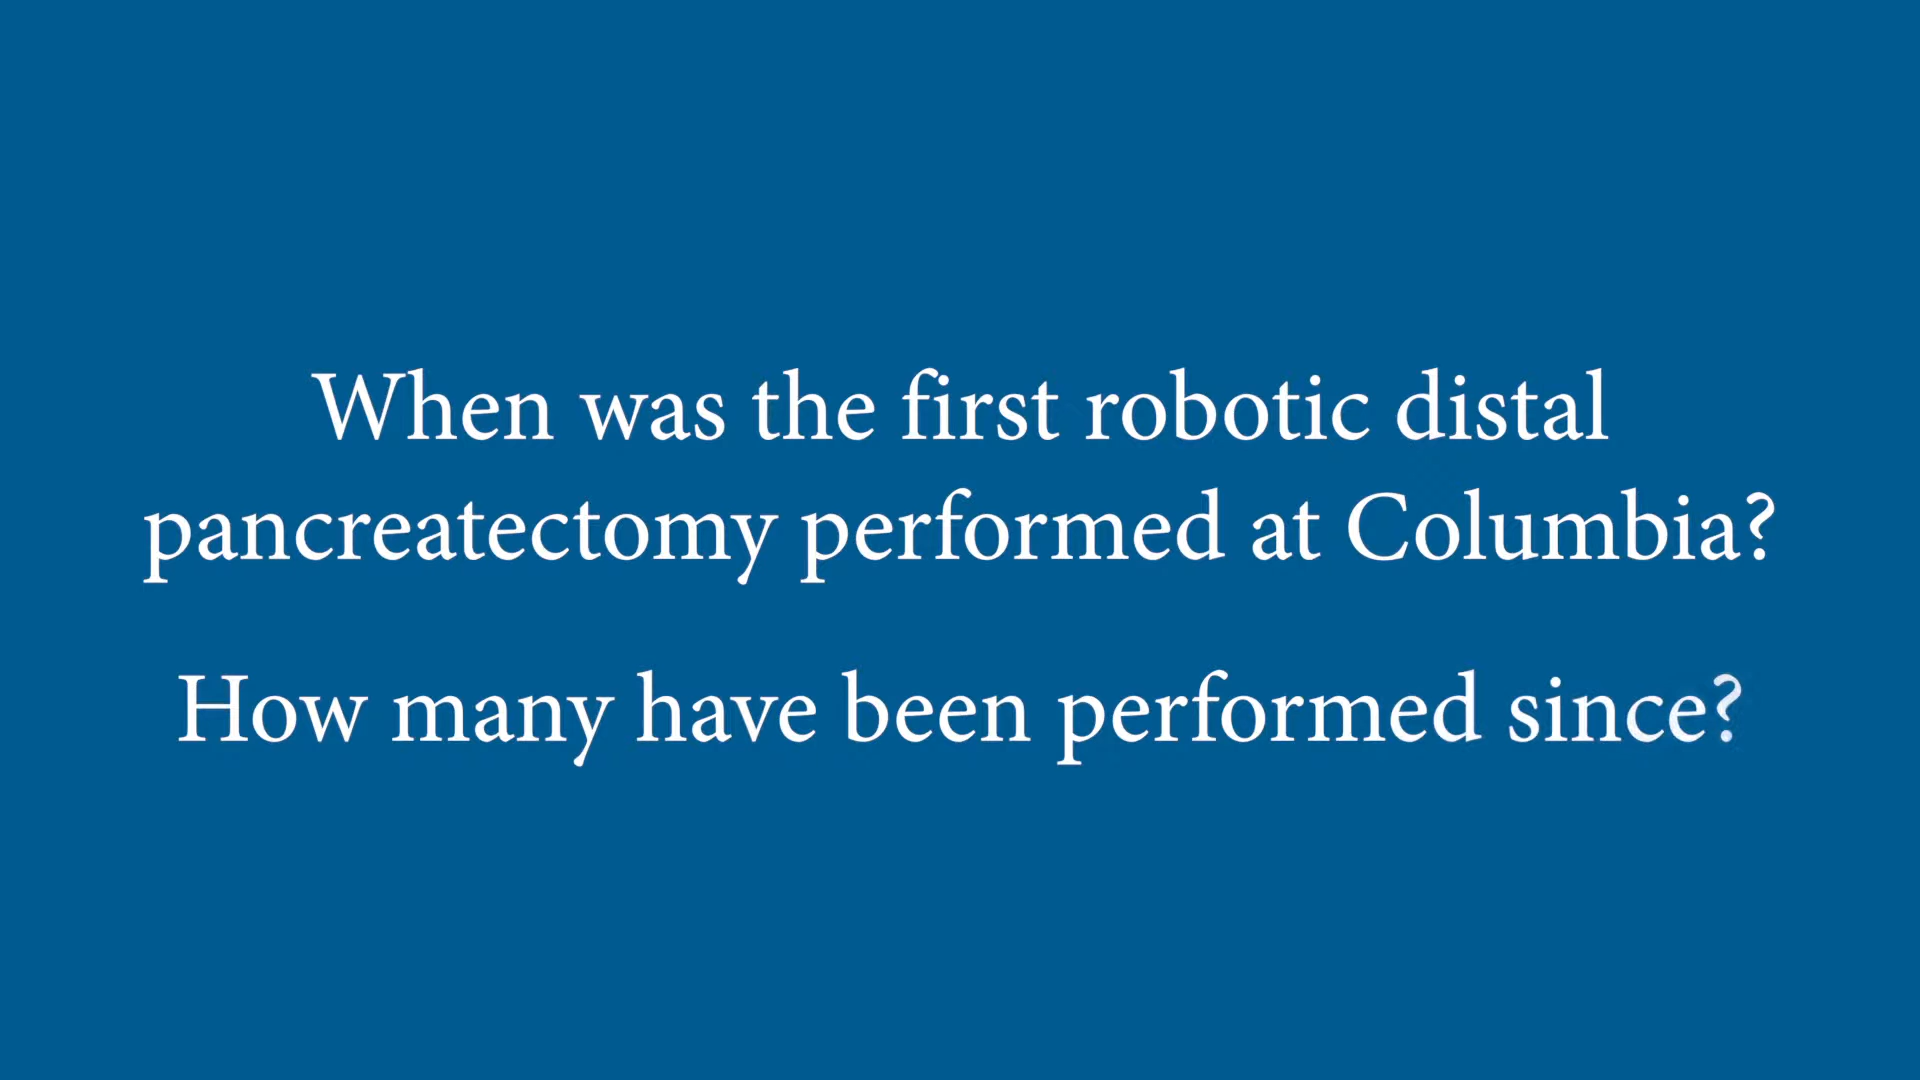 When was the first robotic distal
pancreatectomy performed at Columbia?
How many have been performed since?